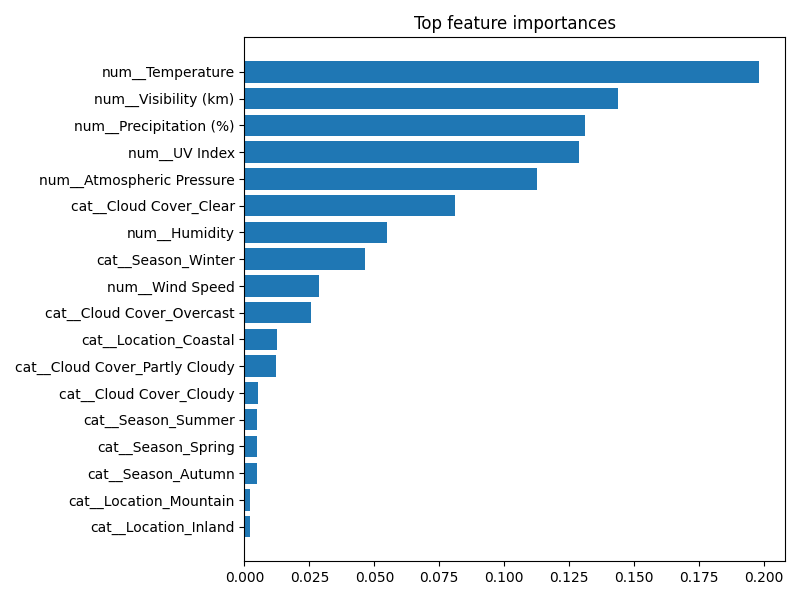 Top feature importances
num__Temperature
num__Visibility (km)
num__Precipitation (%)
num__UV Index
num__Atmospheric Pressure
cat__Cloud Cover_Clear
num__Humidity
cat__Season_Winter
num__Wind Speed
cat__Cloud Cover_Overcast
cat__Location_Coastal
cat__Cloud Cover_Partly Cloudy
cat__Cloud Cover_Cloudy
cat__Season_Summer
cat__Season_Spring
cat__Season_Autumn
cat__Location_Mountain
cat__Location_Inland
0.000 0.025 0.050 0.075 0.100 0.125 0.150 0.175 0.200